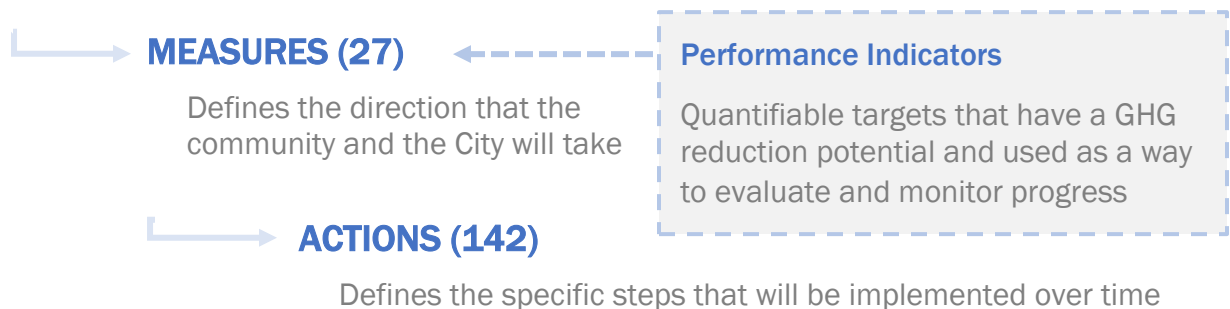 MEASURES (27)
Defines the direction that the
community and the City will take
Performance Indicators
Quantifiable targets that have a GHG
reduction potential and used as a way
to evaluate and monitor progress
ACTIONS (142)
Defines the specific steps that will be implemented over time